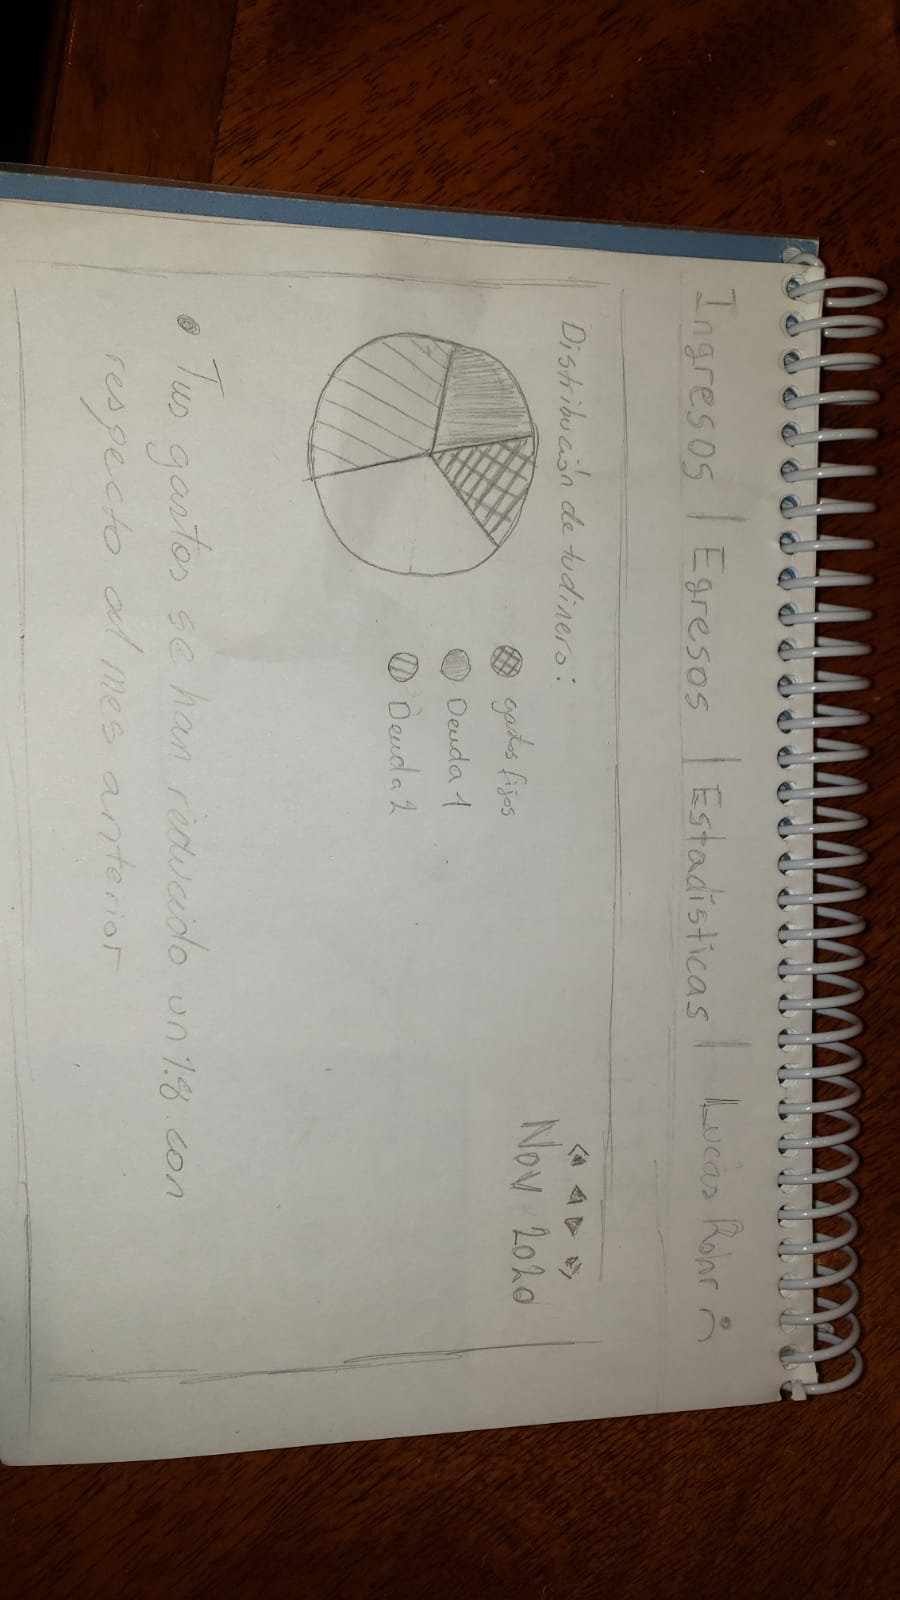 Ingresos | Egresos | Estadísticas | Lucas Rohr
Distribución de tu dinero:
Nov 2020
gastos fijos
Deuda 1
Deuda 2
Tus gastos se han reducido un 1.8 con
respecto al mes anterior